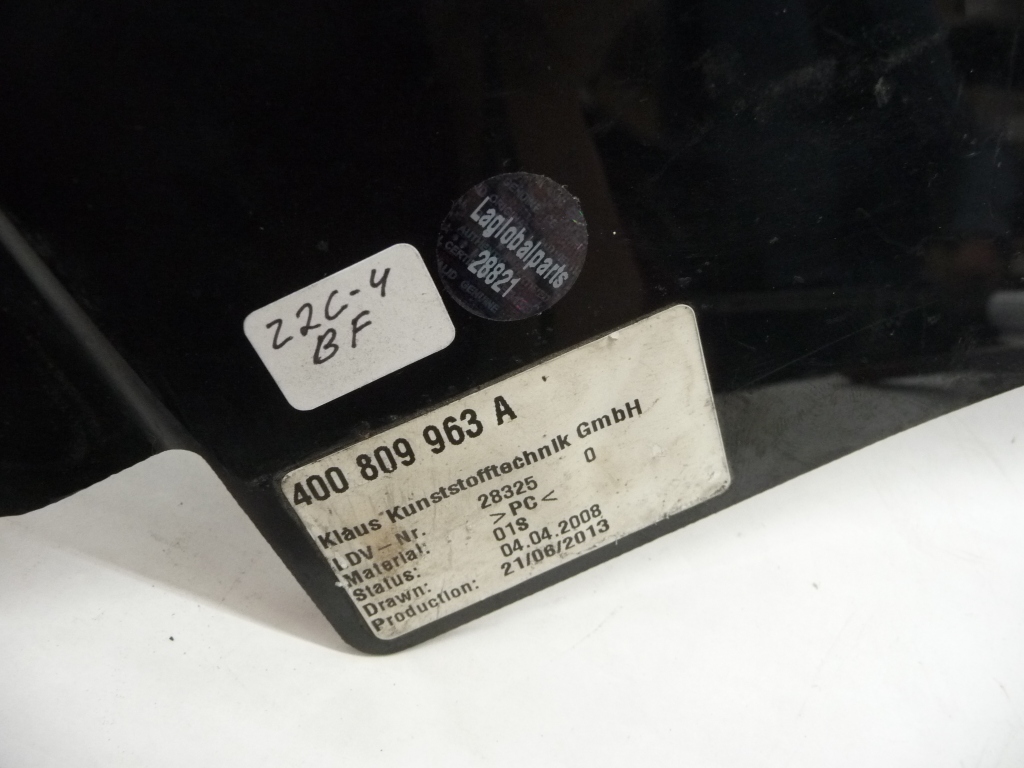 Laglobalparts
28821
22C-4
BF
400 809 963 A
Klaus Kunststofftechnik GmbH
LDV-Nr. 28325 0
Material: >PC<
Status: 01S
Drawn: 04.04.2008
Production: 21/06/2013